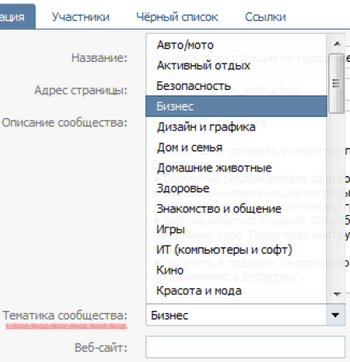 ация Участники Чёрный список Ссылки
Название:
Авто/мото
Активный отдых
Адрес страницы:
Безопасность
Бизнес
Описание сообщества:
Дизайн и графика
Дом и семья
Домашние животные
Здоровье
Знакомство и общение
Игры
IT (компьютеры и софт)
Кино
Красота и мода
Тематика сообщества: Бизнес
Веб-сайт: